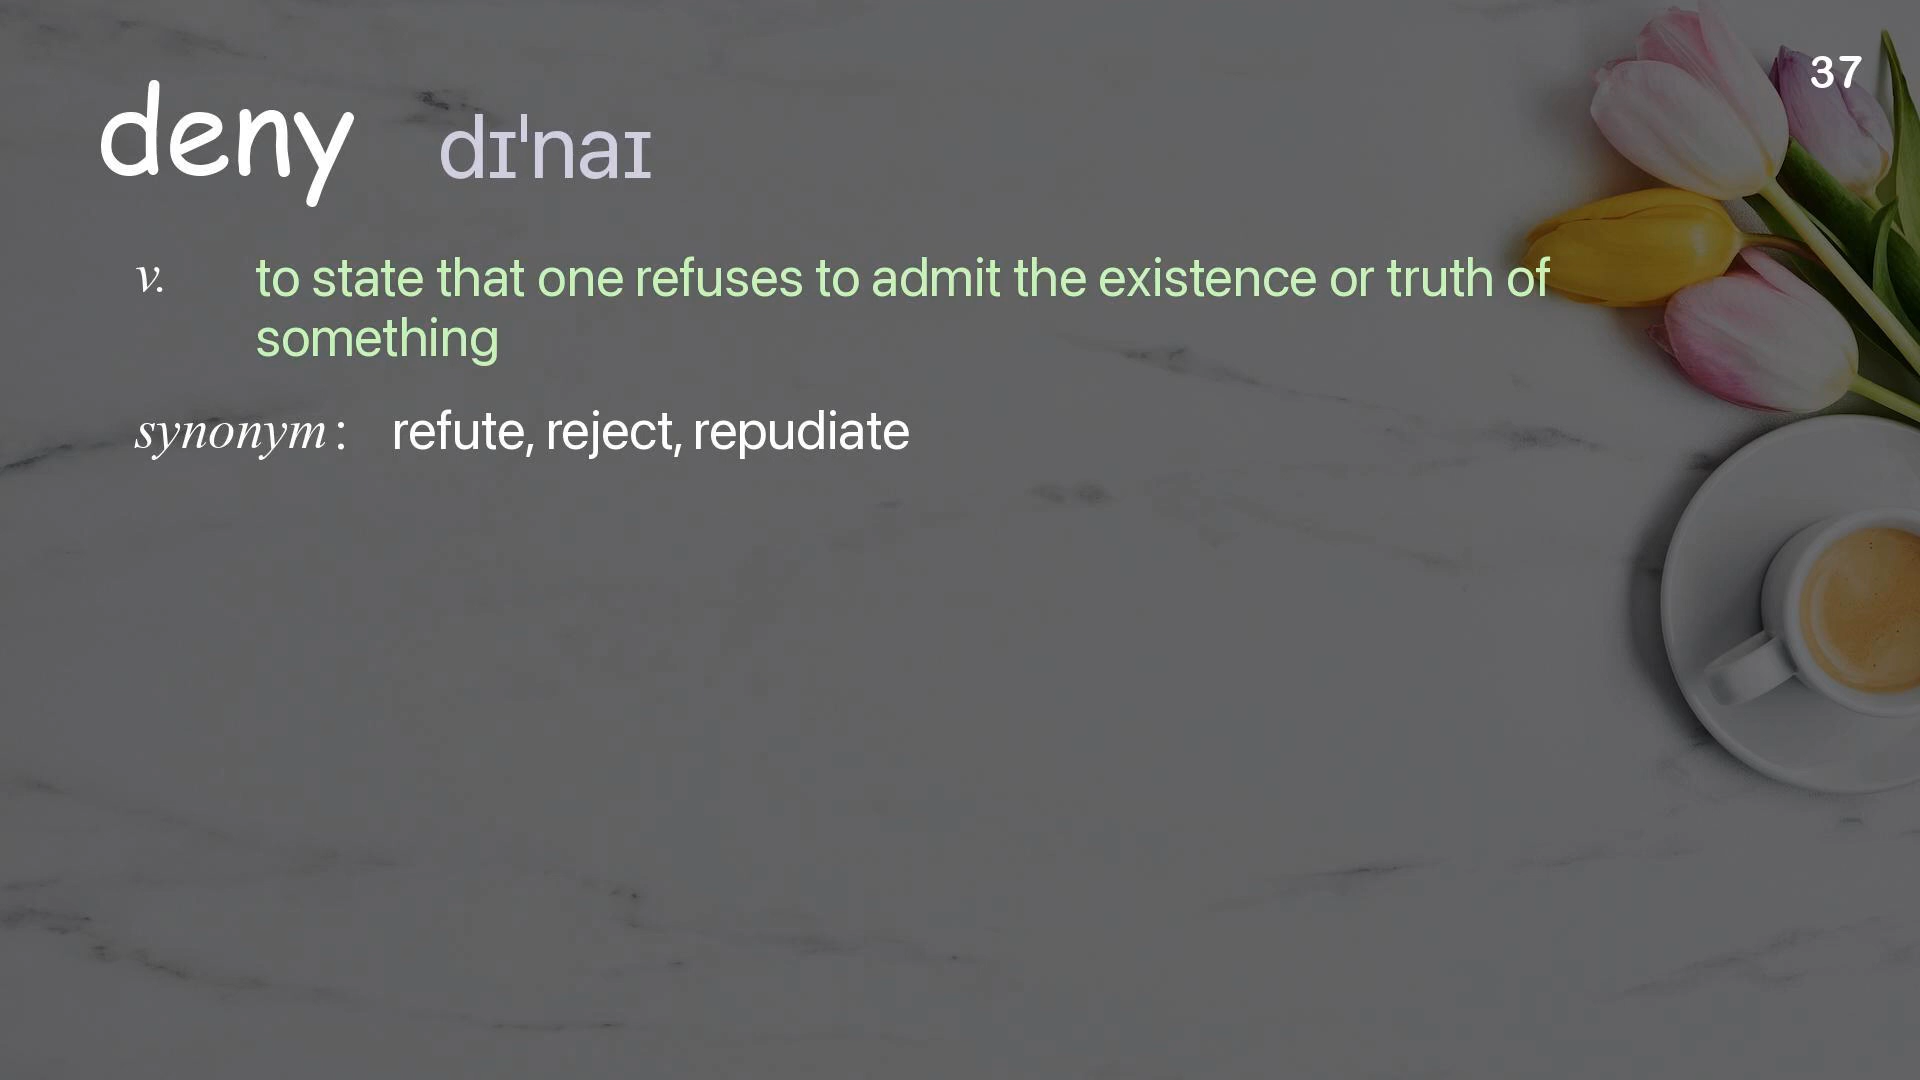 37
deny dɪˈnaɪ
v. to state that one refuses to admit the existence or truth of
something
synonym: refute, reject, repudiate